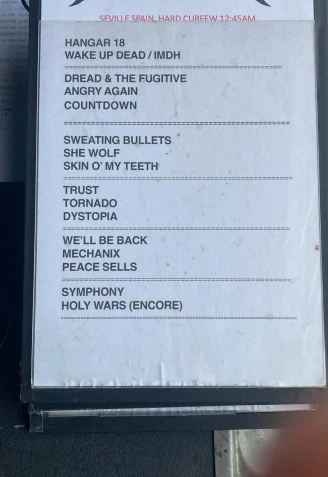 SEVILLE SPAIN, HARD CURFEW 12:45AM
HANGAR 18
WAKE UP DEAD / IMDH
DREAD & THE FUGITIVE
ANGRY AGAIN
COUNTDOWN
SWEATING BULLETS
SHE WOLF
SKIN O' MY TEETH
TRUST
TORNADO
DYSTOPIA
WE'LL BE BACK
MECHANIX
PEACE SELLS
SYMPHONY
HOLY WARS (ENCORE)